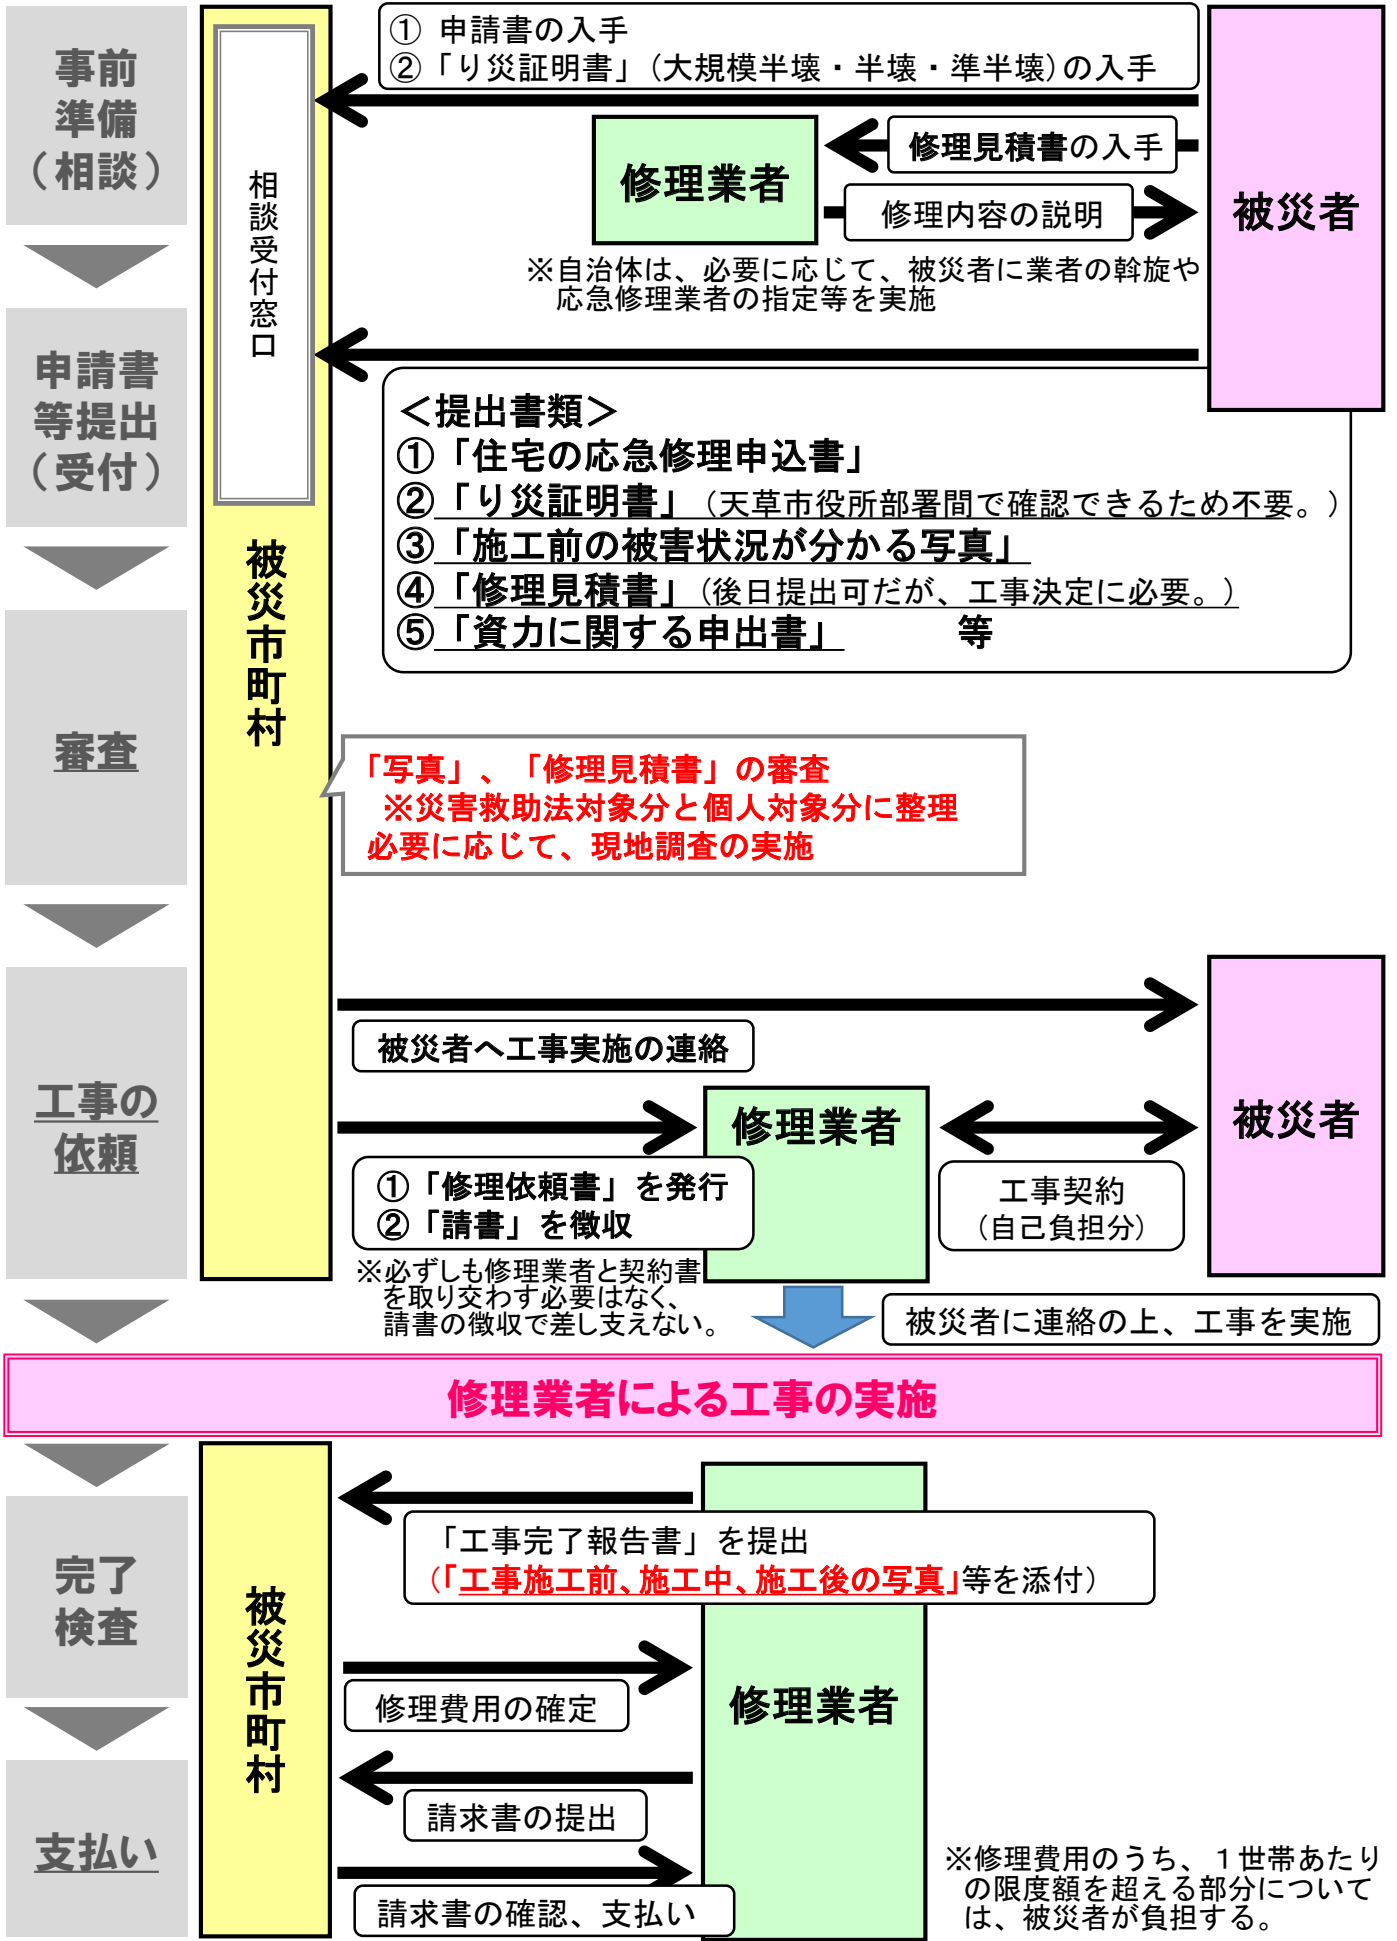 事前
準備
（相談）
① 申請書の入手
②「り災証明書」（大規模半壊・半壊・準半壊）の入手
相談受付窓口
修理業者
修理見積書の入手
修理内容の説明
被災者
※自治体は、必要に応じて、被災者に業者の斡旋や
応急修理業者の指定等を実施
申請書
等提出
（受付）
＜提出書類＞
①「住宅の応急修理申込書」
②「り災証明書」（天草市役所部署間で確認できるため不要。）
③「施工前の被害状況が分かる写真」
④「修理見積書」（後日提出可だが、工事決定に必要。）
⑤「資力に関する申出書」 等
被災市町村
審査
「写真」、「修理見積書」の審査
※災害救助法対象分と個人対象分に整理
必要に応じて、現地調査の実施
工事の
依頼
被災者へ工事実施の連絡
修理業者
被災者
①「修理依頼書」を発行
②「請書」を徴収
工事契約
（自己負担分）
※必ずしも修理業者と契約書
を取り交わす必要はなく、
請書の徴収で差し支えない。
被災者に連絡の上、工事を実施
修理業者による工事の実施
完了
検査
被災市町村
「工事完了報告書」を提出
（「工事施工前、施工中、施工後の写真」等を添付）
修理費用の確定
修理業者
請求書の提出
支払い
請求書の確認、支払い
※修理費用のうち、１世帯あたり
の限度額を超える部分について
は、被災者が負担する。